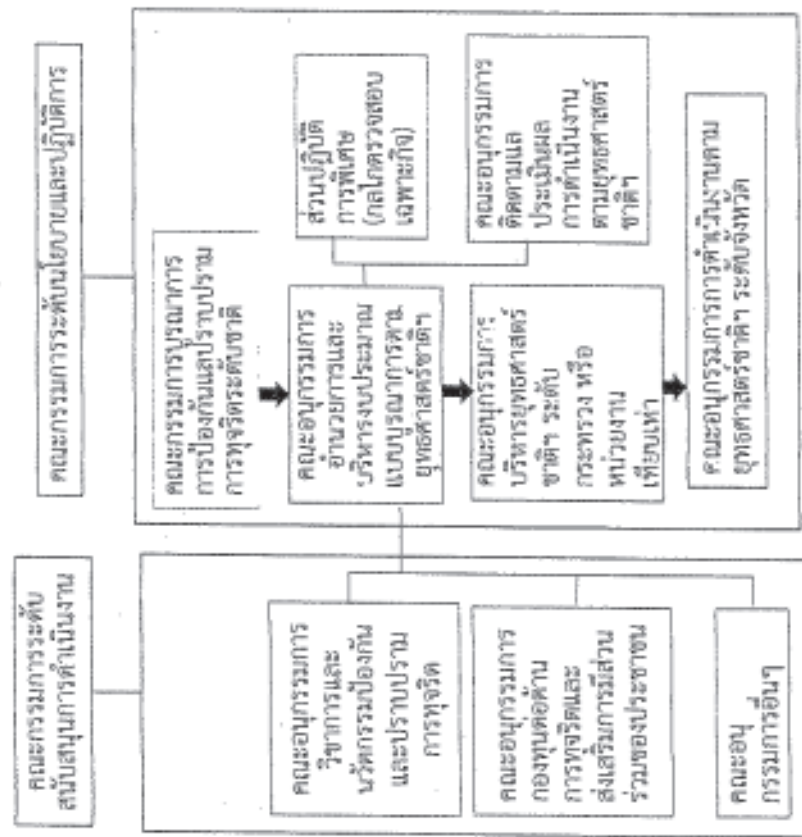 คณะกรรมการระดับ
สนับสนุนการดำเนินงาน
คณะอนุกรรมการ
วิชาการและ
นวัตกรรมป้องกัน
และปราบปราม
การทุจริต
คณะอนุกรรมการ
กองทุนต่อต้าน
การทุจริตและ
ส่งเสริมการมีส่วน
ร่วมของประชาชน
คณะอนุ
กรรมการอื่นๆ
คณะกรรมการระดับนโยบายและปฏิบัติการ
คณะกรรมการบูรณาการ
การป้องกันและปราบปราม
การทุจริตระดับชาติ
คณะอนุกรรมการ
อำนวยการและ
บริหารงบประมาณ
แบบบูรณาการตาม
ยุทธศาสตร์ชาติฯ
ส่วนปฏิบัติ
การพิเศษ
(กลไกตรวจสอบ
เฉพาะกิจ)
คณะอนุกรรมการ
ติดตามและ
ประเมินผล
การดำเนินงาน
ตามยุทธศาสตร์
ชาติฯ
คณะอนุกรรมการ
บริหารยุทธศาสตร์
ชาติฯ ระดับ
กระทรวง หรือ
หน่วยงาน
เทียบเท่า
คณะอนุกรรมการการดำเนินงานตาม
ยุทธศาสตร์ชาติฯ ระดับจังหวัด